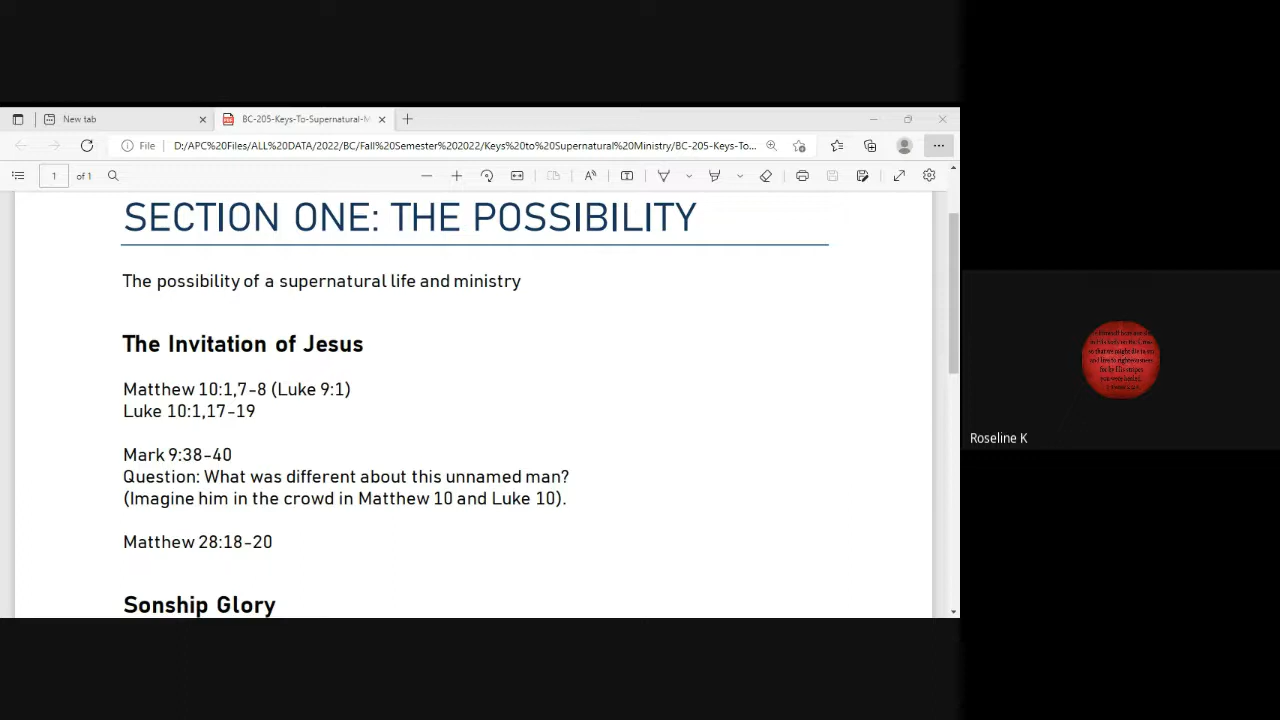 New tab
BC-205-Keys-To-Supernatural-M
File
D:/APC%20Files/ALL%20DATA/2022/BC/Fall%20Semester%202022/Keys%20to%20Supernatural%20Ministry/BC-205-Keys-To...
1 of 1
SECTION ONE: THE POSSIBILITY
The possibility of a supernatural life and ministry
The Invitation of Jesus
Matthew 10:1,7-8 (Luke 9:1)
Luke 10:1,17-19
Mark 9:38-40
Question: What was different about this unnamed man?
(Imagine him in the crowd in Matthew 10 and Luke 10).
Matthew 28:18-20
Sonship Glory
Roseline K